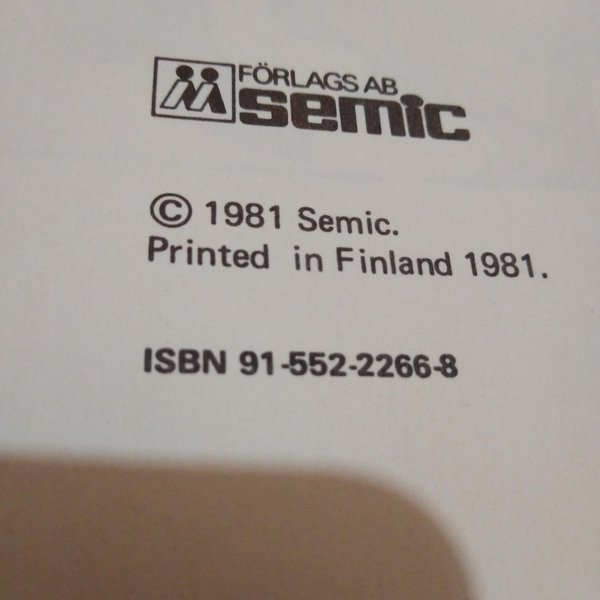 FÖRLAGS AB
semic
© 1981 Semic.
Printed in Finland 1981.
ISBN 91-552-2266-8